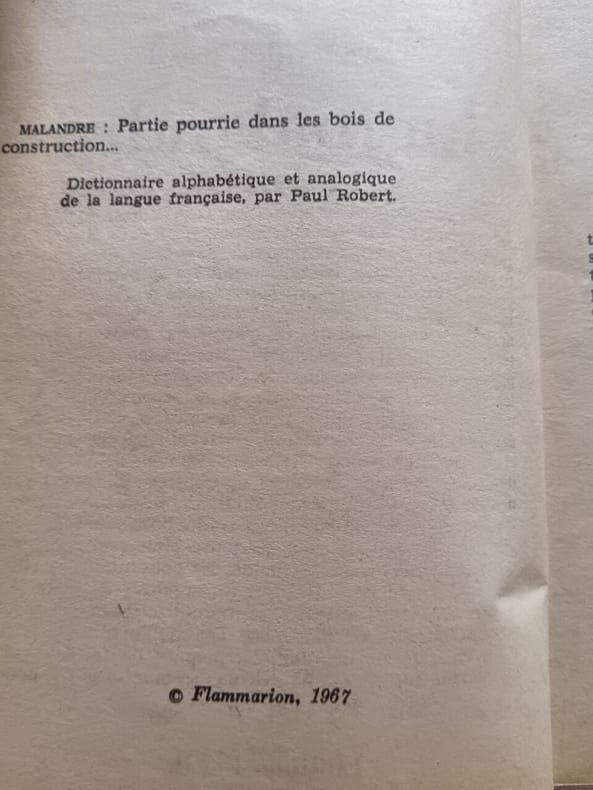 MALANDRE : Partie pourrie dans les bois de
construction...
Dictionnaire alphabétique et analogique
de la langue française, par Paul Robert.
© Flammarion, 1967